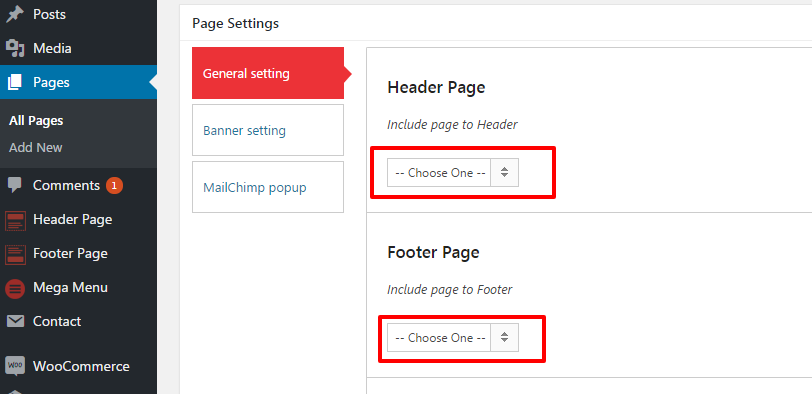 Posts
Media
Pages
All Pages
Add New
Comments 1
Header Page
Footer Page
Mega Menu
Contact
WOO WooCommerce
Page Settings
General setting
Banner setting
MailChimp popup
Header Page
Include page to Header
-- Choose One --
Footer Page
Include page to Footer
-- Choose One --